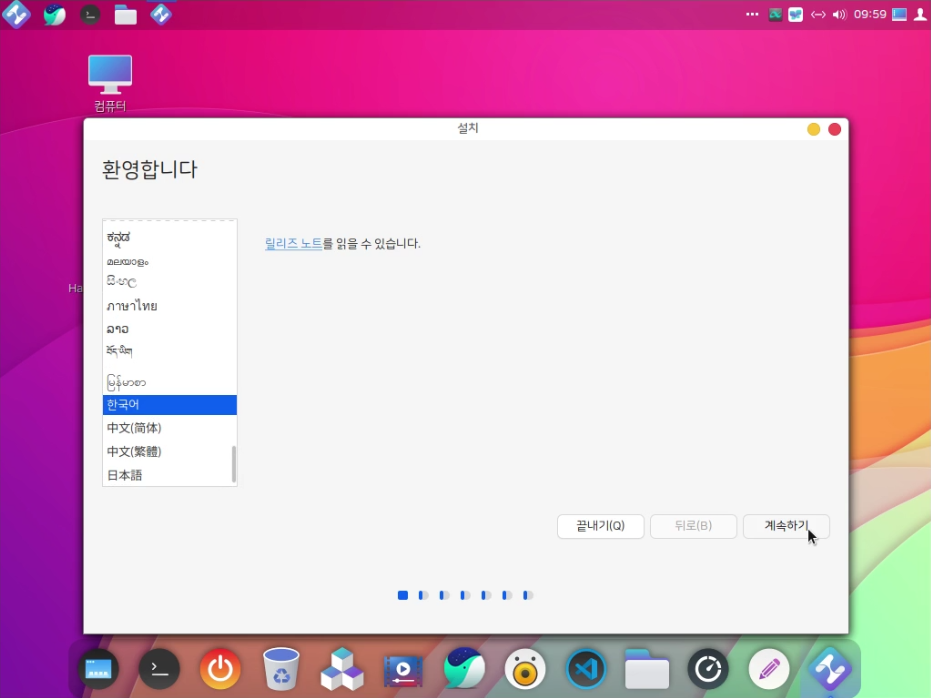 09:59
컴퓨터
설치
환영합니다
ಕನ್ನಡ
മലയാളം
සිංහල
ภาษาไทย
ລາວ
བོད་ཡིག
မြန်မာစာ
한국어
中文(简体)
中文(繁體)
日本語
릴리즈 노트를 읽을 수 있습니다.
Ha
끝내기(Q)
뒤로(B)
계속하기